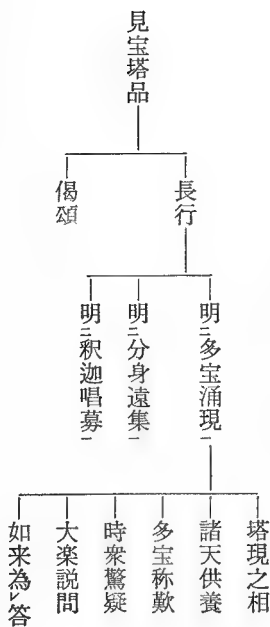 見宝塔品
長行
偈頌
明㆓多宝涌現㆒
明㆓分身遠集㆒
明㆓釈迦唱募㆒
塔現之相
諸天供養
多宝称歎
時衆驚疑
大楽説問
如来為㆑答